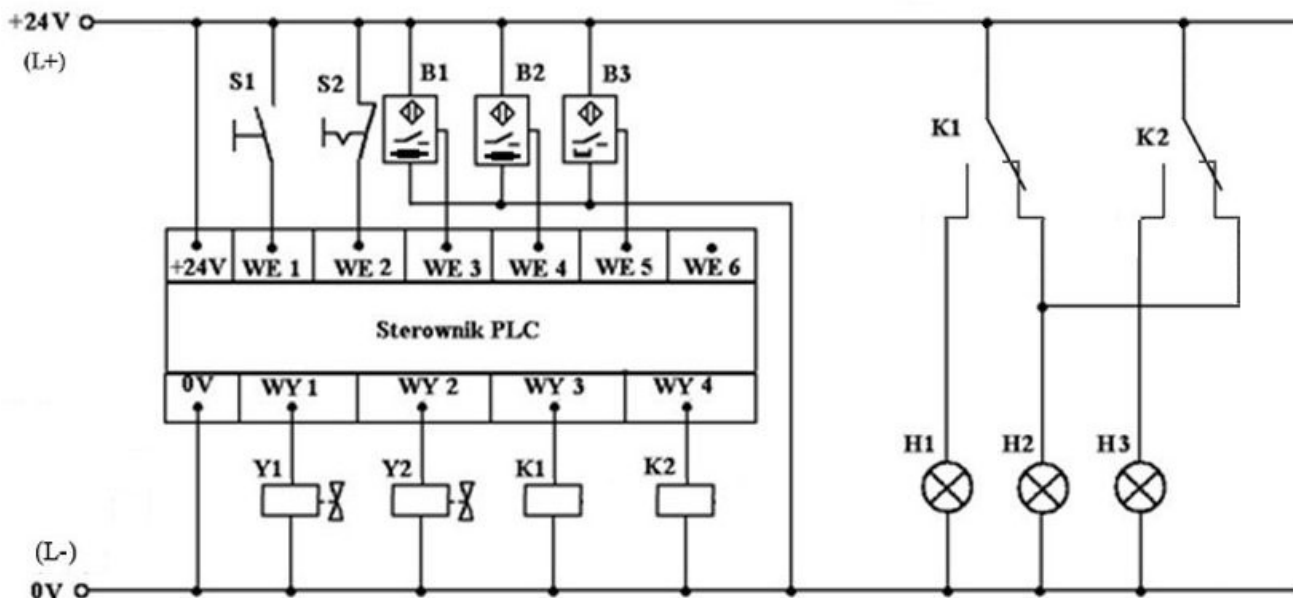 +24V
(L+)
S1 S2 B1 B2 B3 K1 K2
+24V WE 1 WE 2 WE 3 WE 4 WE 5 WE 6
Sterownik PLC
0V WY 1 WY 2 WY 3 WY 4
Y1 Y2 K1 K2 H1 H2 H3
(L-)
0V